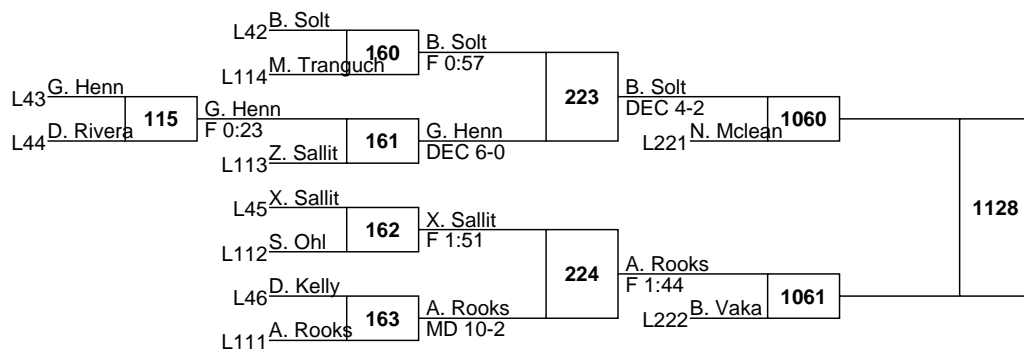 L42 B. Solt
160
L114 M. Tranguch
B. Solt
F 0:57
L43 G. Henn
115
L44 D. Rivera
G. Henn
F 0:23
161
L113 Z. Sallit
G. Henn
DEC 6-0
223
B. Solt
DEC 4-2
1060
L221 N. Mclean
L45 X. Sallit
162
L112 S. Ohl
X. Sallit
F 1:51
L46 D. Kelly
163
L111 A. Rooks
A. Rooks
MD 10-2
224
A. Rooks
F 1:44
1061
L222 B. Vaka
1128